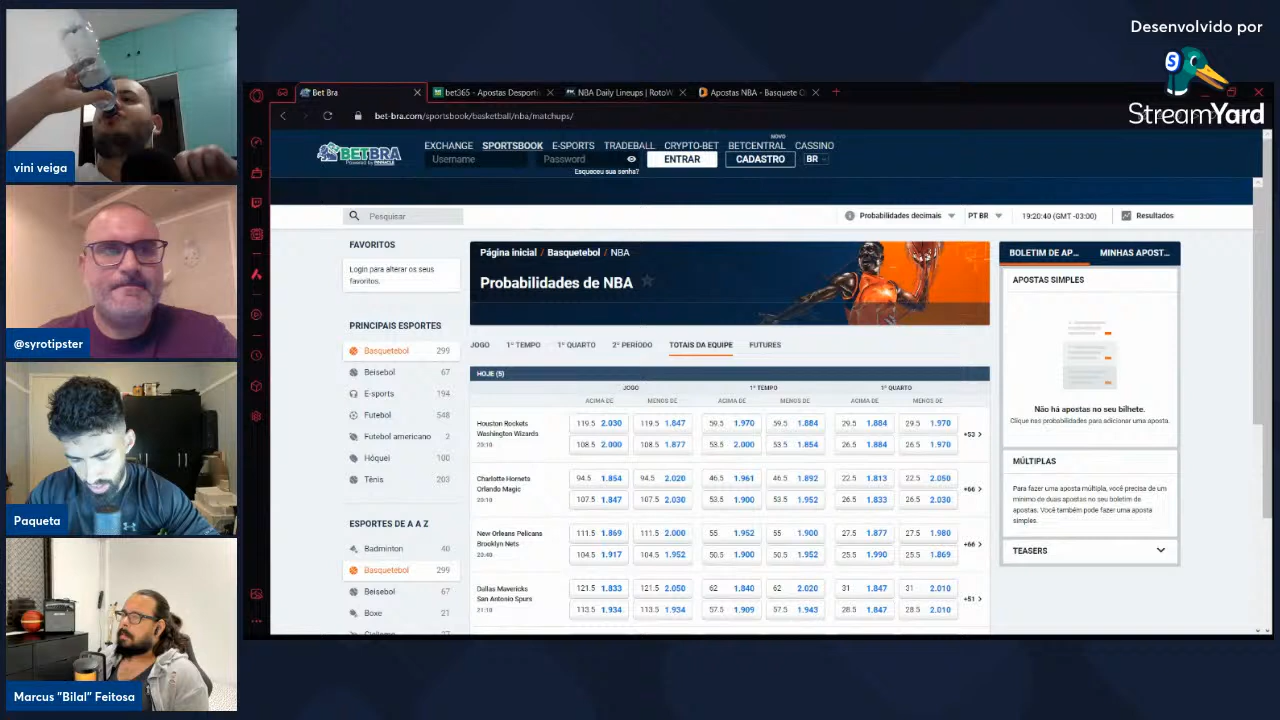 Desenvolvido por
StreamYard
vini veiga
@syrotipster
Paqueta
Marcus "Bilal" Feitosa
Bet Bra
bet365 - Apostas Desporti
NBA Daily Lineups | RotoW
Apostas NBA - Basquete O
bet-bra.com/sportsbook/basketball/nba/matchups/
BETBRA
NOVO
EXCHANGE SPORTSBOOK E-SPORTS TRADEBALL CRYPTO-BET BETCENTRAL CASSINO
Username Password ENTRAR CADASTRO BR
Esqueceu sua senha?
Pesquisar
Probabilidades decimais PT BR 19:20:40 (GMT -03:00) Resultados
FAVORITOS
Login para alterar os seus
favoritos.
PRINCIPAIS ESPORTES
Basquetebol 299
Beisebol 67
E-sports 194
Futebol 548
Futebol americano 2
Hóquei 100
Tênis 203
ESPORTES DE A A Z
Badminton 40
Basquetebol 299
Beisebol 67
Boxe 21
Página inicial / Basquetebol / NBA
Probabilidades de NBA
JOGO 1º TEMPO 1º QUARTO 2º PERÍODO TOTAIS DA EQUIPE FUTURES
HOJE (5)
JOGO 1º TEMPO 1º QUARTO
ACIMA DE MENOS DE ACIMA DE MENOS DE ACIMA DE MENOS DE
Houston Rockets 119.5 2.030 119.5 1.847 59.5 1.970 59.5 1.884 29.5 1.884 29.5 1.970
Washington Wizards 108.5 2.000 108.5 1.877 53.5 2.000 53.5 1.854 26.5 1.884 26.5 1.970
20:10 +53
Charlotte Hornets 94.5 1.854 94.5 2.020 46.5 1.961 46.5 1.892 22.5 1.813 22.5 2.050
Orlando Magic 107.5 1.847 107.5 2.030 53.5 1.900 53.5 1.952 26.5 1.833 26.5 2.030
20:10 +66
New Orleans Pelicans 111.5 1.869 111.5 2.000 55 1.952 55 1.900 27.5 1.877 27.5 1.980
Brooklyn Nets 104.5 1.917 104.5 1.952 50.5 1.900 50.5 1.952 25.5 1.990 25.5 1.869
20:40 +66
Dallas Mavericks 121.5 1.833 121.5 2.050 62 1.840 62 2.020 31 1.847 31 2.010
San Antonio Spurs 113.5 1.934 113.5 1.934 57.5 1.909 57.5 1.943 28.5 1.847 28.5 2.010
21:10 +51
BOLETIM DE AP... MINHAS APOST...
APOSTAS SIMPLES
Não há apostas no seu bilhete.
Clique nas probabilidades para adicionar uma aposta.
MÚLTIPLAS
Para fazer uma aposta múltipla, você precisa de um
mínimo de duas apostas no seu boletim de
apostas. Você também pode fazer uma aposta
simples.
TEASERS